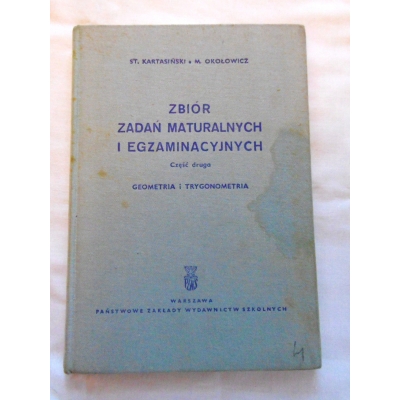 ST. KARTASIŃSKI • M. OKOŁOWICZ
ZBIÓR
ZADAŃ MATURALNYCH
I EGZAMINACYJNYCH
Część druga
GEOMETRIA I TRYGONOMETRIA
WARSZAWA
PAŃSTWOWE ZAKŁADY WYDAWNICTW SZKOLNYCH